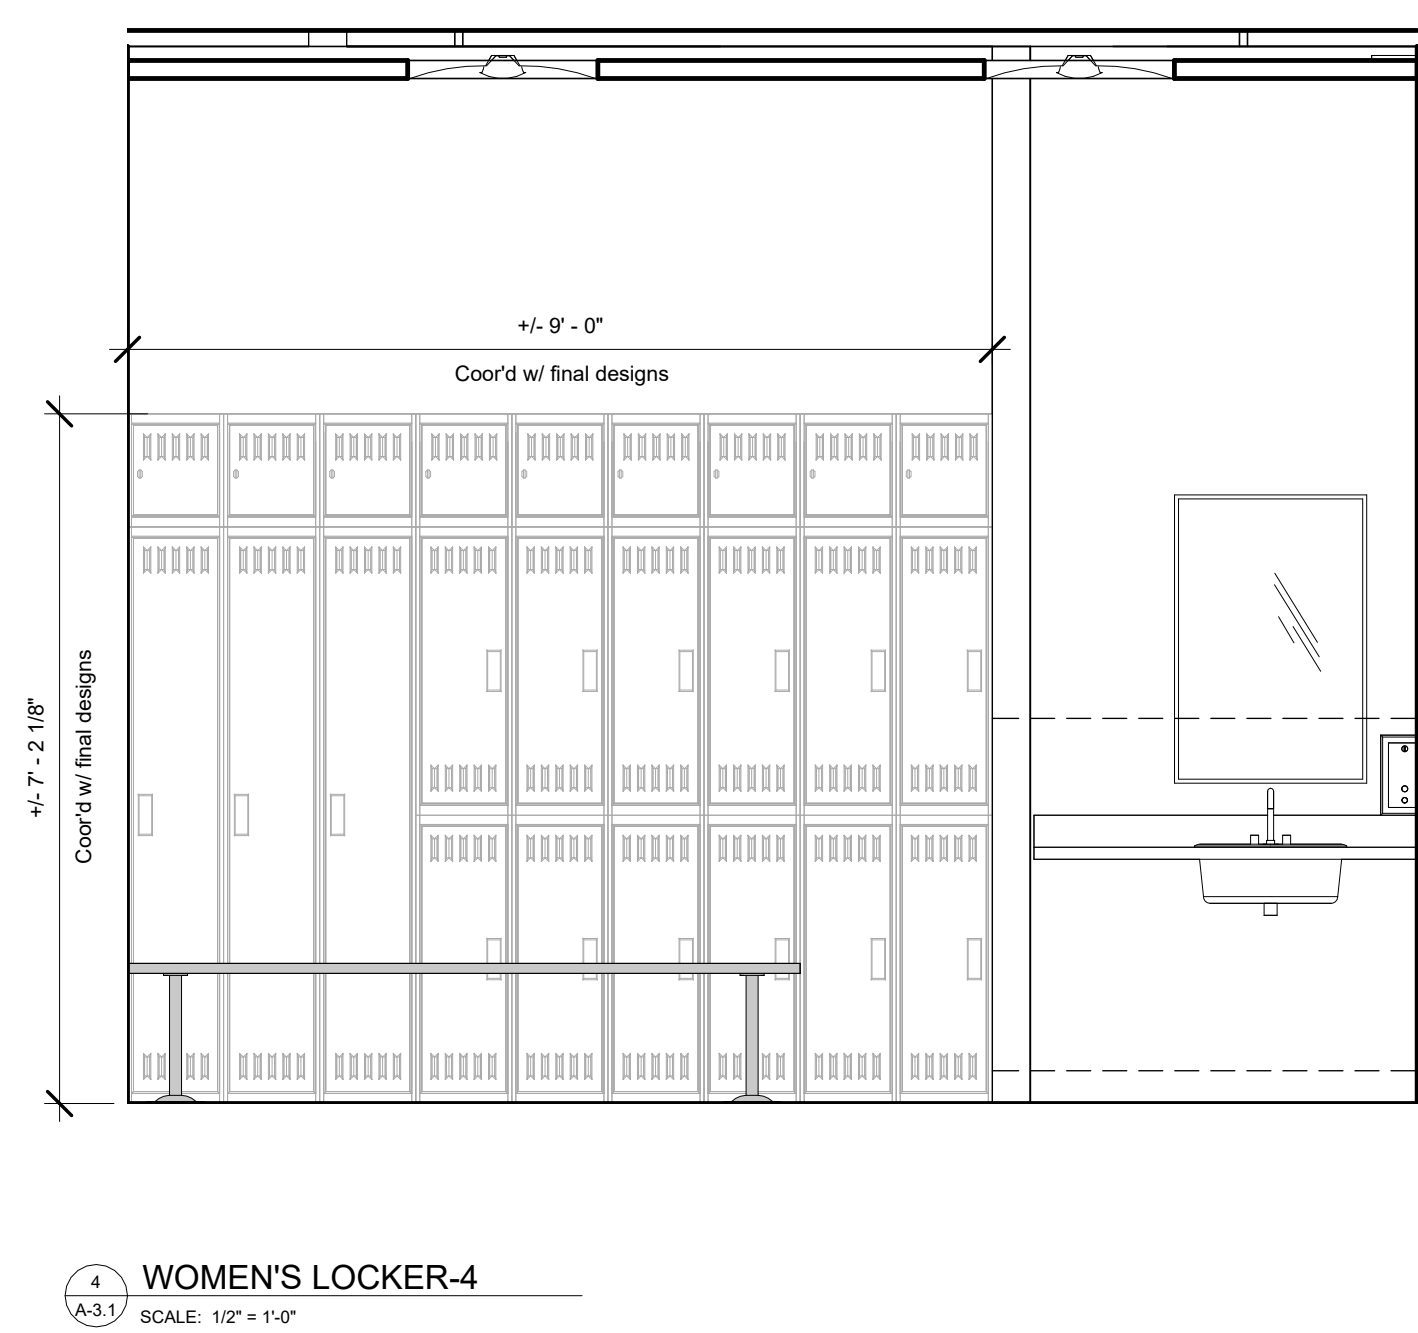 +/- 9' - 0"
Coor'd w/ final designs
+/- 7' - 2 1/8"
Coor'd w/ final designs
4
A-3.1
WOMEN'S LOCKER-4
SCALE: 1/2" = 1'-0"